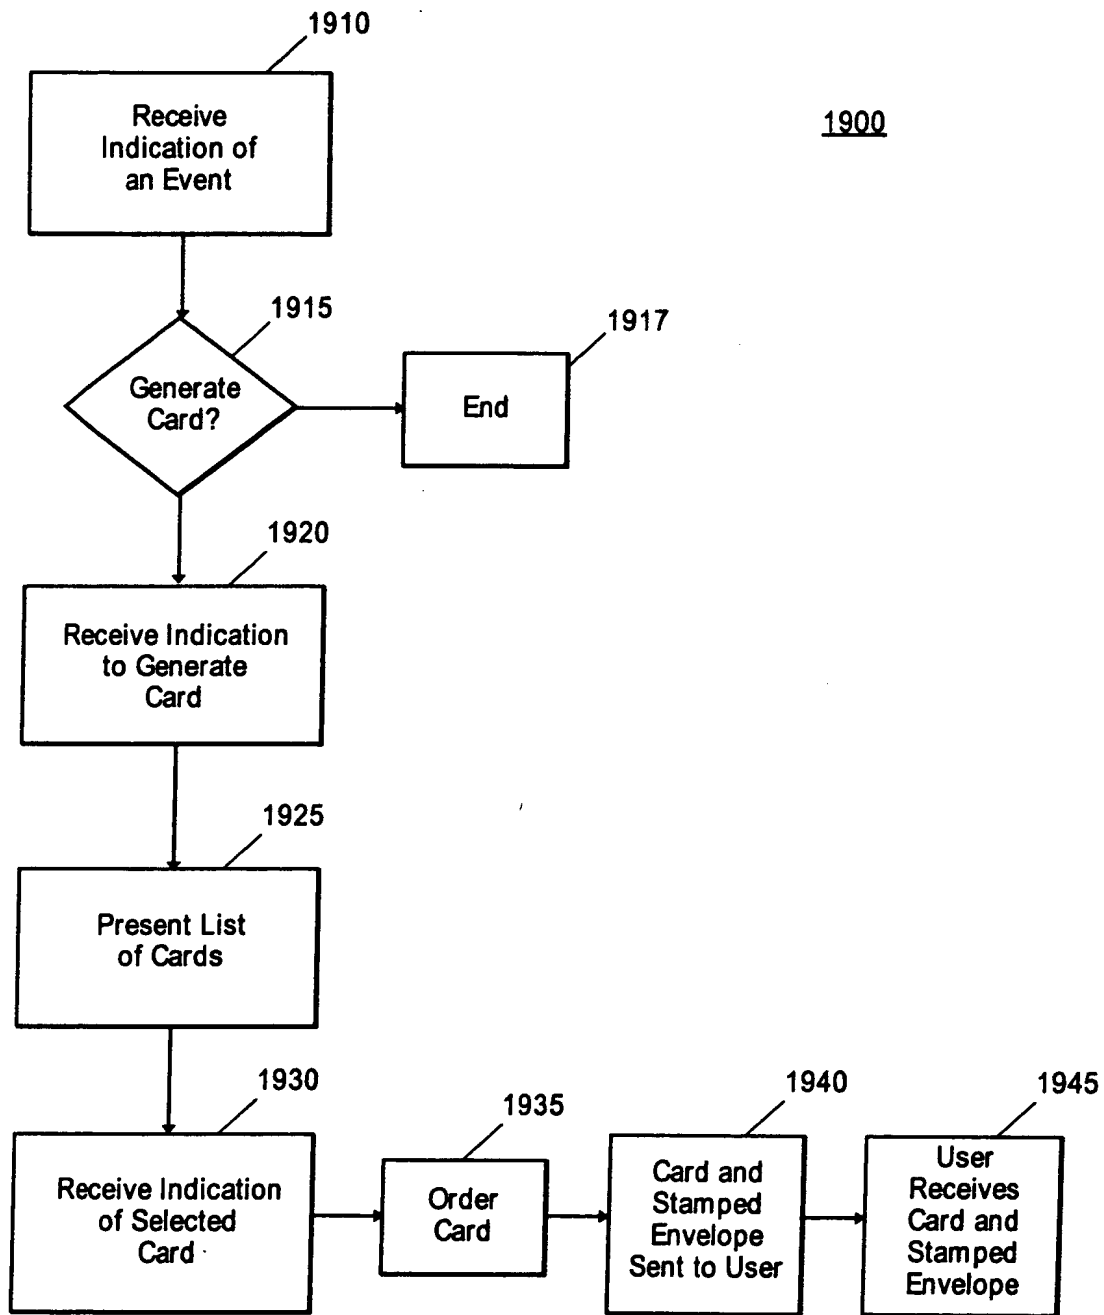 1910
Receive
Indication of
an Event
1900
1915
Generate
Card?
1917
End
1920
Receive Indication
to Generate
Card
1925
Present List
of Cards
1930
Receive Indication
of Selected
Card
1935
Order
Card
1940
Card and
Stamped
Envelope
Sent to User
1945
User
Receives
Card and
Stamped
Envelope